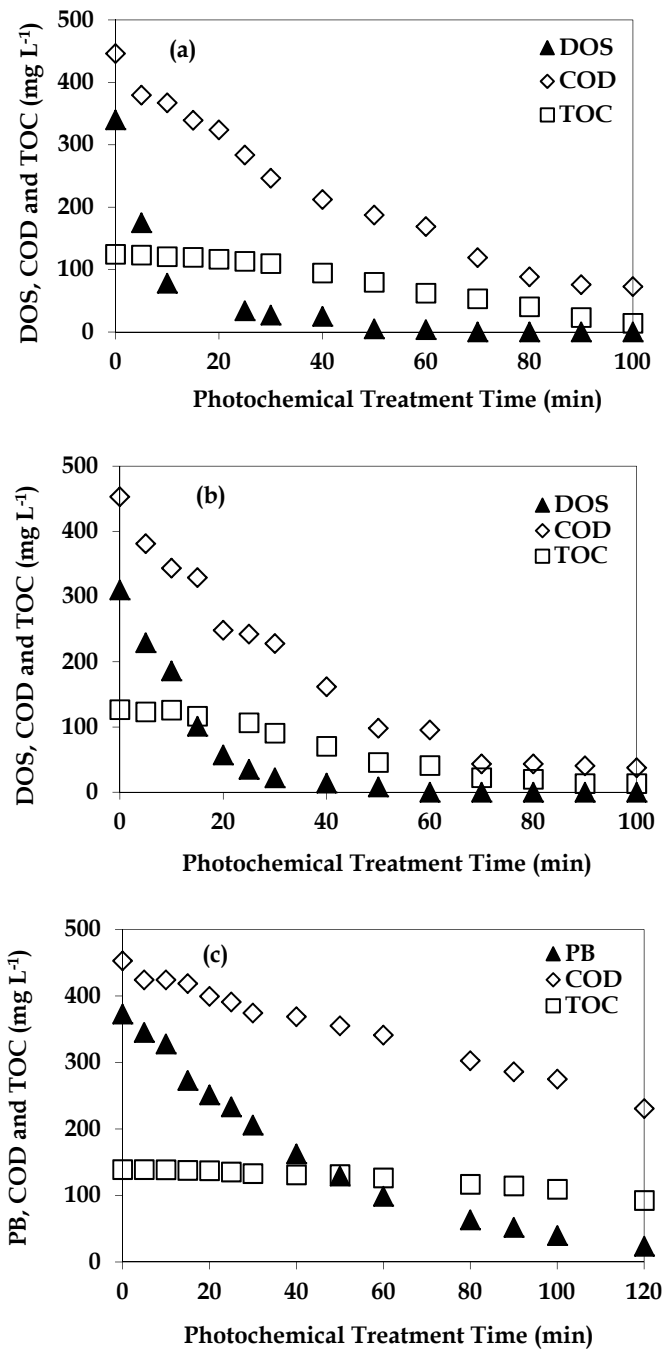 500
(a)
DOS
COD
TOC
400
300
200
100
0
DOS, COD and TOC (mg L-1)
0 20 40 60 80 100
Photochemical Treatment Time (min)
500
(b)
DOS
COD
TOC
400
300
200
100
0
DOS, COD and TOC (mg L-1)
0 20 40 60 80 100
Photochemical Treatment Time (min)
500
(c)
PB
COD
TOC
400
300
200
100
0
PB, COD and TOC (mg L-1)
0 20 40 60 80 100 120
Photochemical Treatment Time (min)